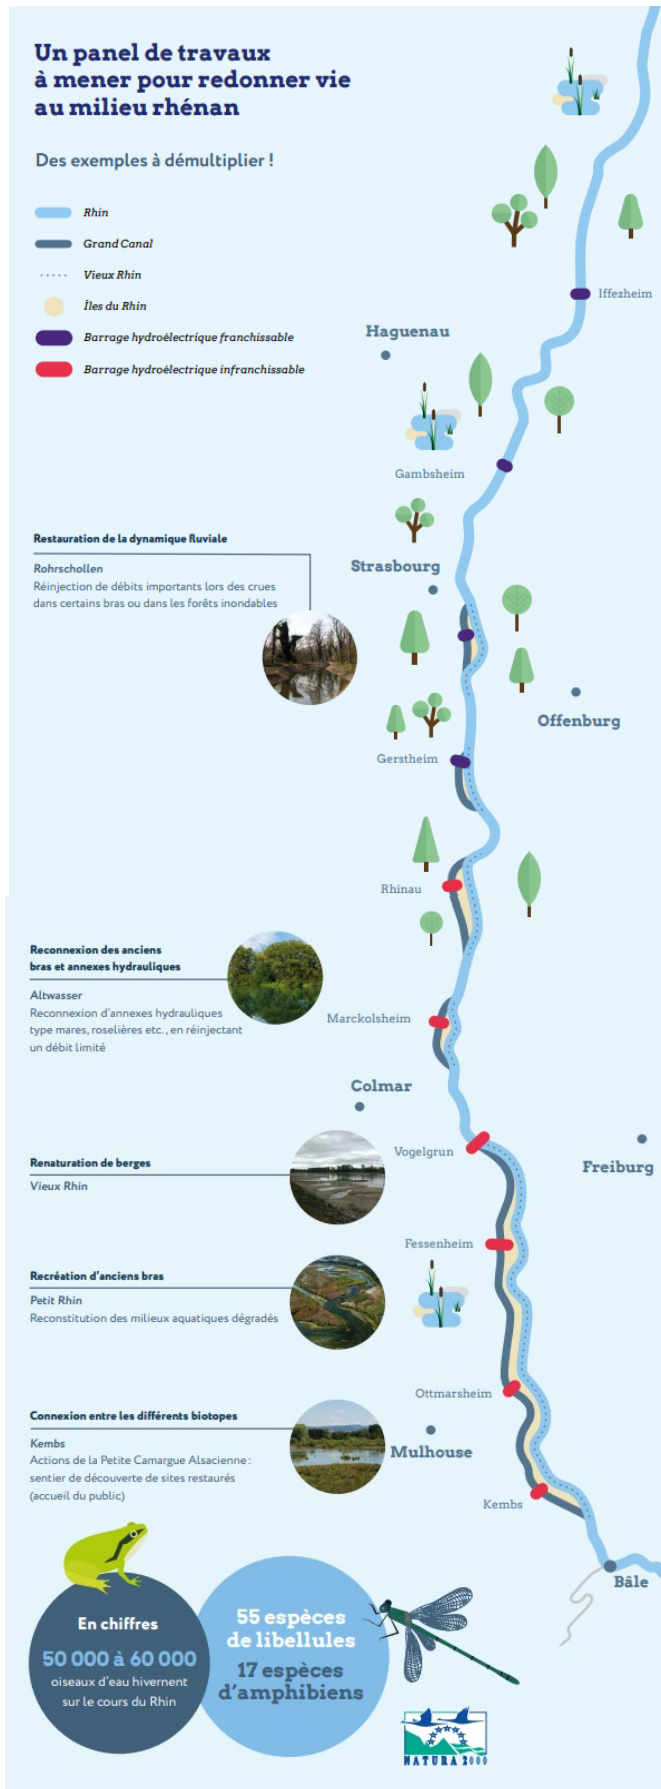 Un panel de travaux
à mener pour redonner vie
au milieu rhénan
Des exemples à démultiplier !
Rhin
Grand Canal
Vieux Rhin
Îles du Rhin
Barrage hydroélectrique franchissable
Barrage hydroélectrique infranchissable
Iffezheim
Haguenau
Gambsheim
Restauration de la dynamique fluviale
Rohrschollen
Réinjection de débits importants lors des crues
dans certains bras ou dans les forêts inondables
Strasbourg
Offenburg
Gerstheim
Rhinau
Reconnexion des anciens
bras et annexes hydrauliques
Altwasser
Reconnexion d'annexes hydrauliques
type mares, roselières etc., en réinjectant
un débit limité
Marckolsheim
Colmar
Vogelgrun
Freiburg
Renaturation de berges
Vieux Rhin
Fessenheim
Recréation d'anciens bras
Petit Rhin
Reconstitution des milieux aquatiques dégradés
Ottmarsheim
Connexion entre les différents biotopes
Kembs
Actions de la Petite Camargue Alsacienne :
sentier de découverte de sites restaurés
(accueil du public)
Mulhouse
Kembs
Bâle
En chiffres
50 000 à 60 000
oiseaux d'eau hivernent
sur le cours du Rhin
55 espèces
de libellules
17 espèces
d'amphibiens
NATURA 2000